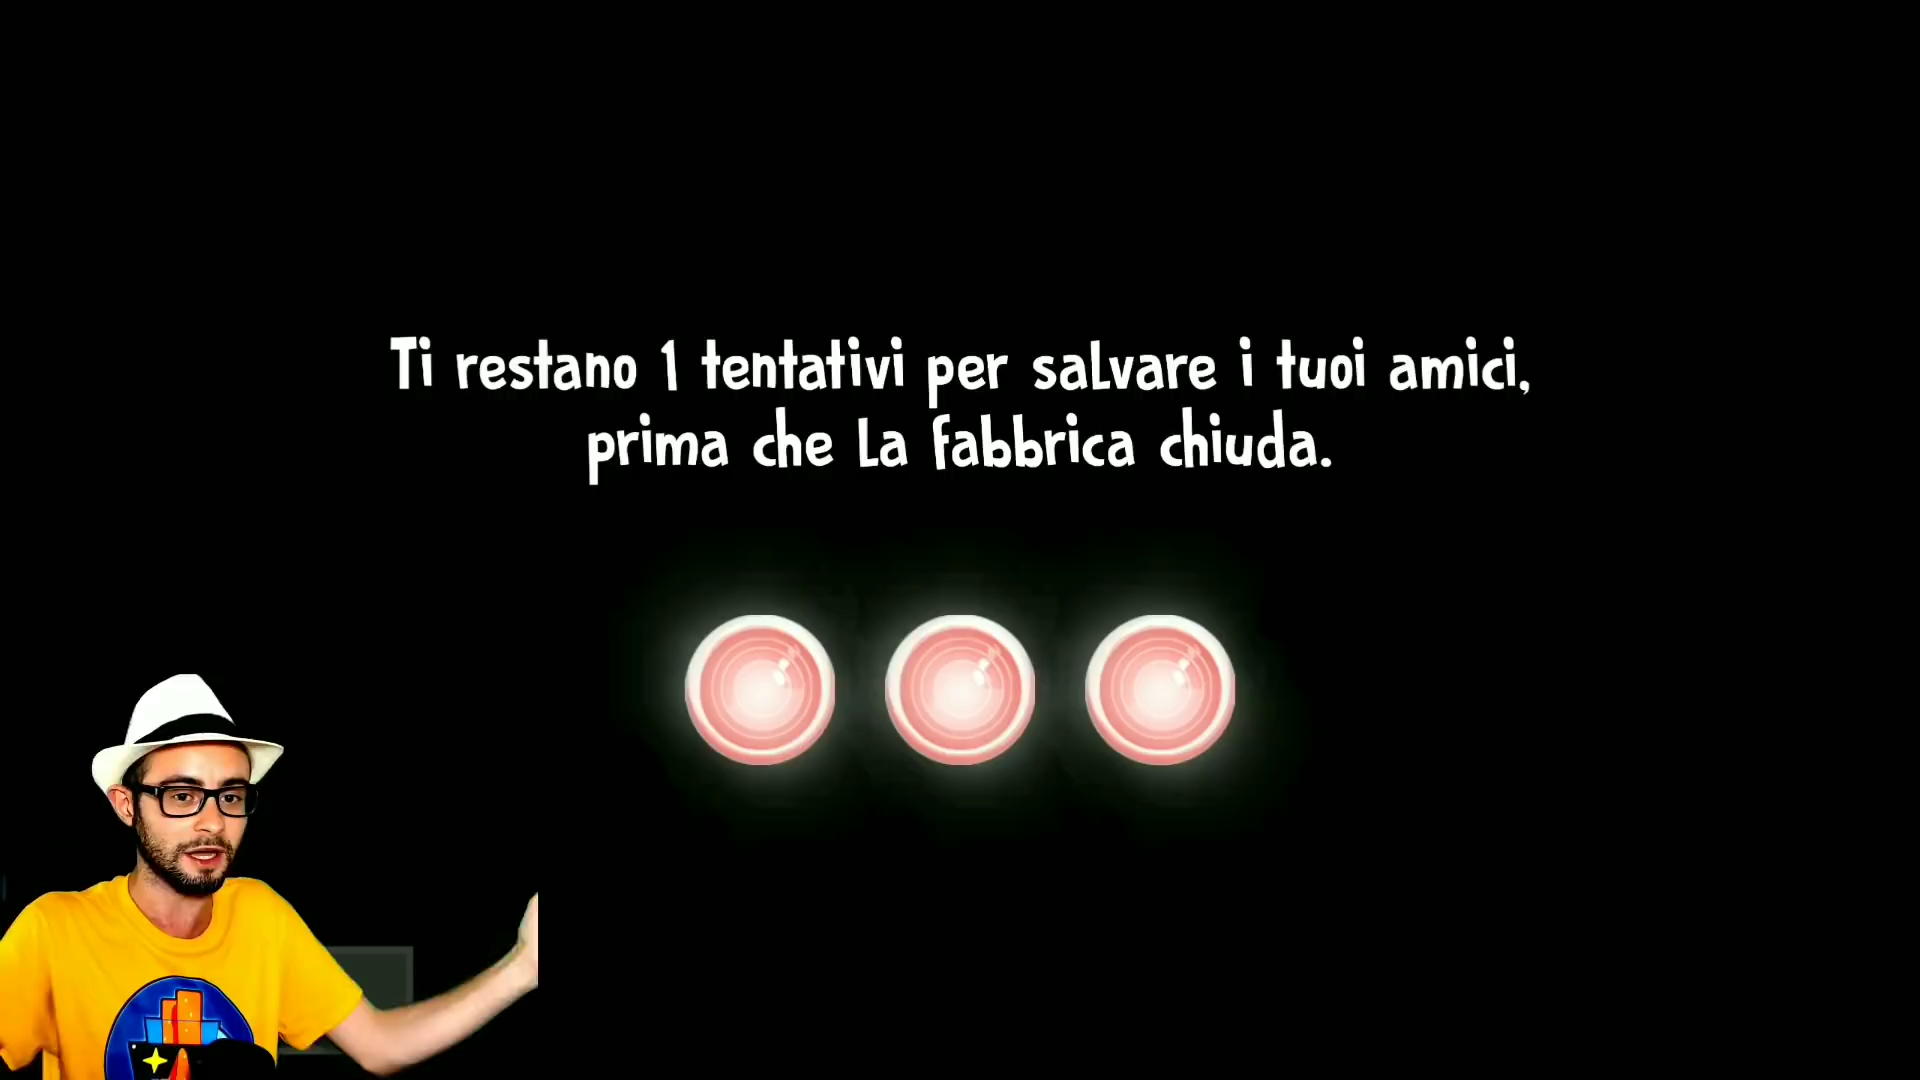 Ti restano 1 tentativi per salvare i tuoi amici,
prima che la fabbrica chiuda.